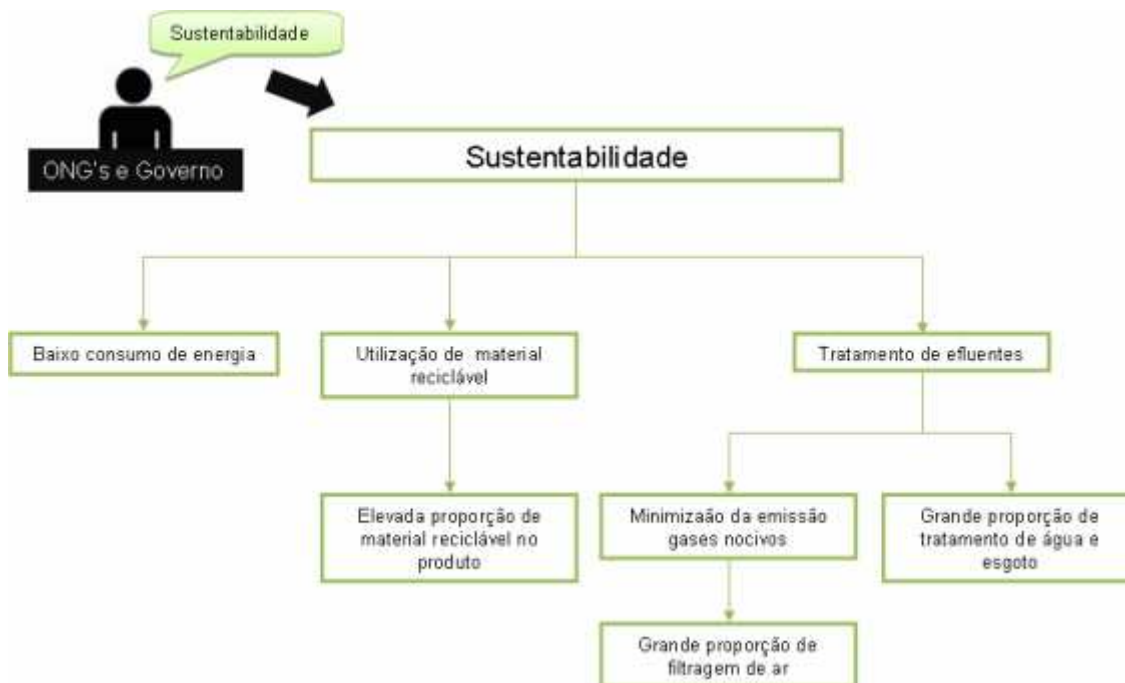 Sustentabilidade
ONG's e Governo
Sustentabilidade
Baixo consumo de energia
Utilização de material
reciclável
Tratamento de efluentes
Elevada proporção de
material reciclável no
produto
Minimizaão da emissão
gases nocivos
Grande proporção de
tratamento de água e
esgoto
Grande proporção de
filtragem de ar